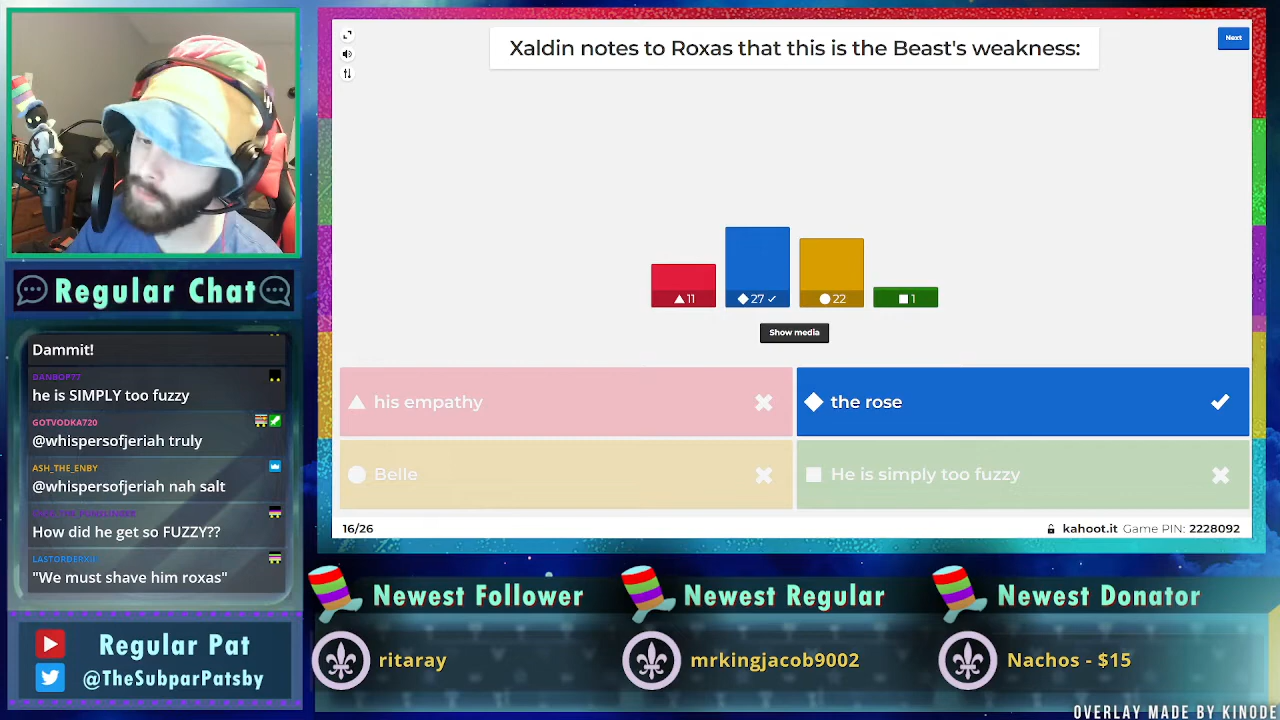 Xaldin notes to Roxas that this is the Beast's weakness:
Next
11
27
22
1
Show media
his empathy
the rose
Belle
He is simply too fuzzy
16/26
kahoot.it Game PIN: 2228092
Regular Chat
Dammit!
DANBOP77
he is SIMPLY too fuzzy
GOTVODKA720
@whispersofjeriah truly
ASH_THE_ENBY
@whispersofjeriah nah salt
How did he get so FUZZY??
"We must shave him roxas"
Regular Pat
@TheSubparPatsby
Newest Follower
ritaray
Newest Regular
mrkingjacob9002
Newest Donator
Nachos - $15
OVERLAY MADE BY KINODE